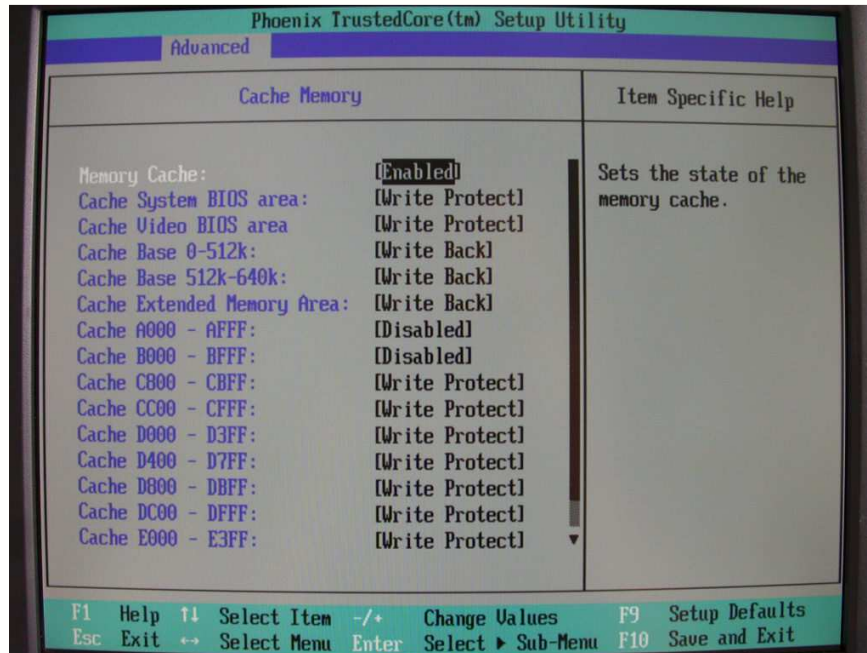 Phoenix TrustedCore(tm) Setup Utility
Advanced
Cache Memory
Item Specific Help
Memory Cache: [Enabled]
Cache System BIOS area: [Write Protect]
Cache Video BIOS area [Write Protect]
Cache Base 0-512k: [Write Back]
Cache Base 512k-640k: [Write Back]
Cache Extended Memory Area: [Write Back]
Cache A000 - AFFF: [Disabled]
Cache B000 - BFFF: [Disabled]
Cache C800 - CBFF: [Write Protect]
Cache CC00 - CFFF: [Write Protect]
Cache D000 - D3FF: [Write Protect]
Cache D400 - D7FF: [Write Protect]
Cache D800 - DBFF: [Write Protect]
Cache DC00 - DFFF: [Write Protect]
Cache E000 - E3FF: [Write Protect]
Sets the state of the
memory cache.
F1 Help ↑↓ Select Item -/+ Change Values F9 Setup Defaults
Esc Exit ↔ Select Menu Enter Select ▶ Sub-Menu F10 Save and Exit